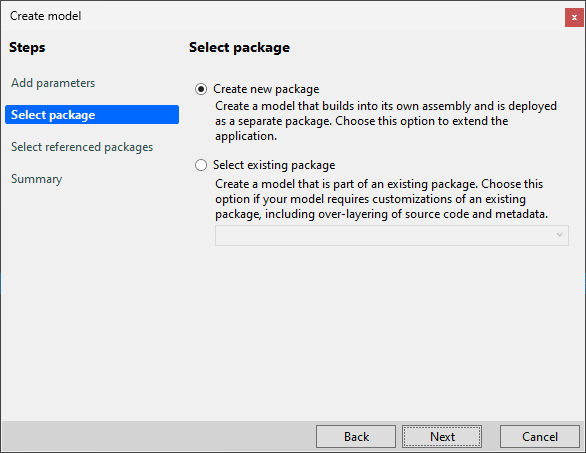 Create model
x
Steps
Add parameters
Select package
Select referenced packages
Summary
Select package
Create new package
Create a model that builds into its own assembly and is deployed
as a separate package. Choose this option to extend the
application.
Select existing package
Create a model that is part of an existing package. Choose this
option if your model requires customizations of an existing
package, including over-layering of source code and metadata.
Back
Next
Cancel